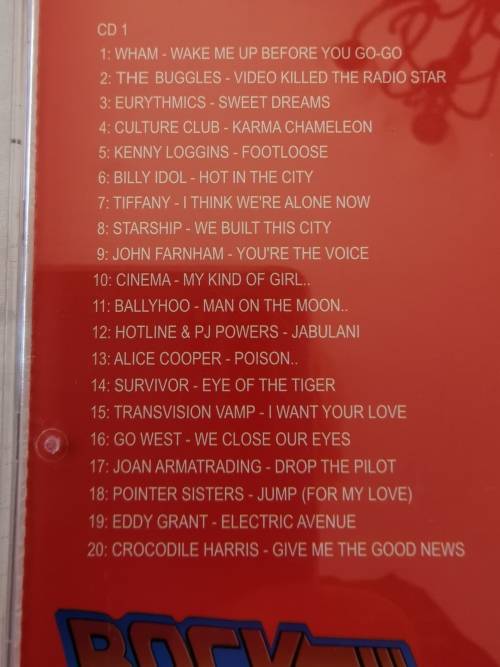 CD 1
1: WHAM - WAKE ME UP BEFORE YOU GO-GO
2: THE BUGGLES - VIDEO KILLED THE RADIO STAR
3: EURYTHMICS - SWEET DREAMS
4: CULTURE CLUB - KARMA CHAMELEON
5: KENNY LOGGINS - FOOTLOOSE
6: BILLY IDOL - HOT IN THE CITY
7: TIFFANY - I THINK WE'RE ALONE NOW
8: STARSHIP - WE BUILT THIS CITY
9: JOHN FARNHAM - YOU'RE THE VOICE
10: CINEMA - MY KIND OF GIRL..
11: BALLYHOO - MAN ON THE MOON..
12: HOTLINE & PJ POWERS - JABULANI
13: ALICE COOPER - POISON..
14: SURVIVOR - EYE OF THE TIGER
15: TRANSVISION VAMP - I WANT YOUR LOVE
16: GO WEST - WE CLOSE OUR EYES
17: JOAN ARMATRADING - DROP THE PILOT
18: POINTER SISTERS - JUMP (FOR MY LOVE)
19: EDDY GRANT - ELECTRIC AVENUE
20: CROCODILE HARRIS - GIVE ME THE GOOD NEWS
ROCK